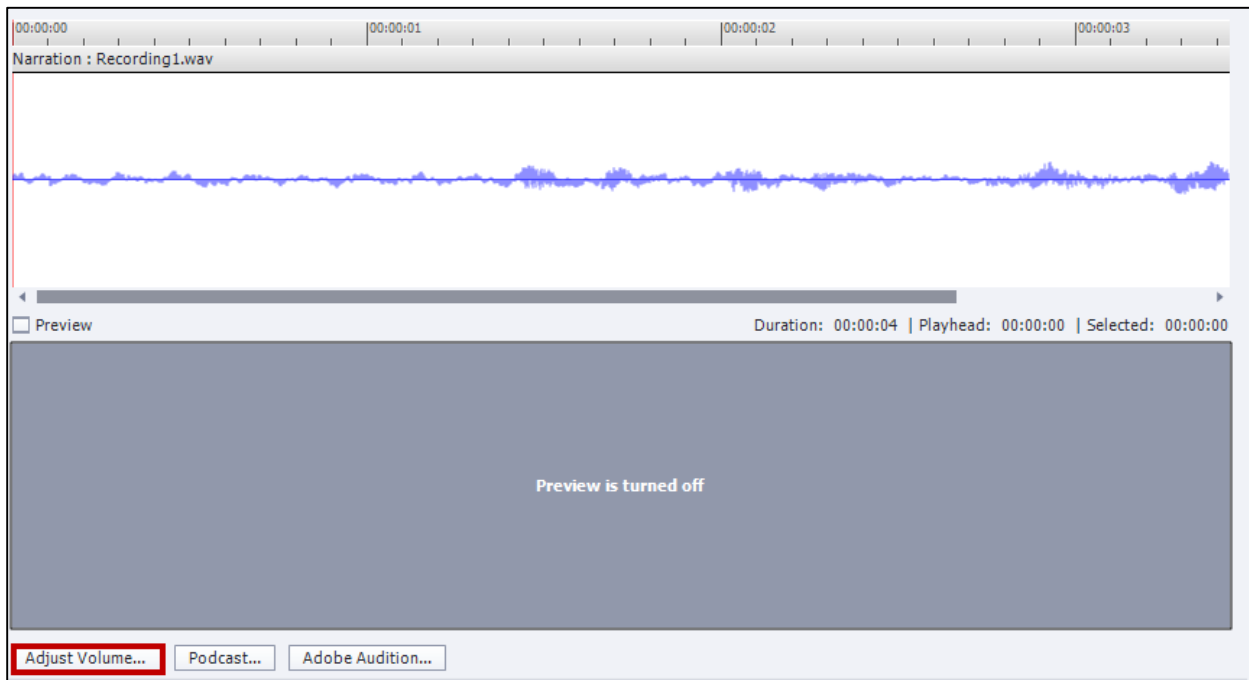 00:00:00 00:00:01 00:00:02 00:00:03
Narration : Recording1.wav
Preview Duration: 00:00:04 | Playhead: 00:00:00 | Selected: 00:00:00
Preview is turned off
Adjust Volume... Podcast... Adobe Audition...